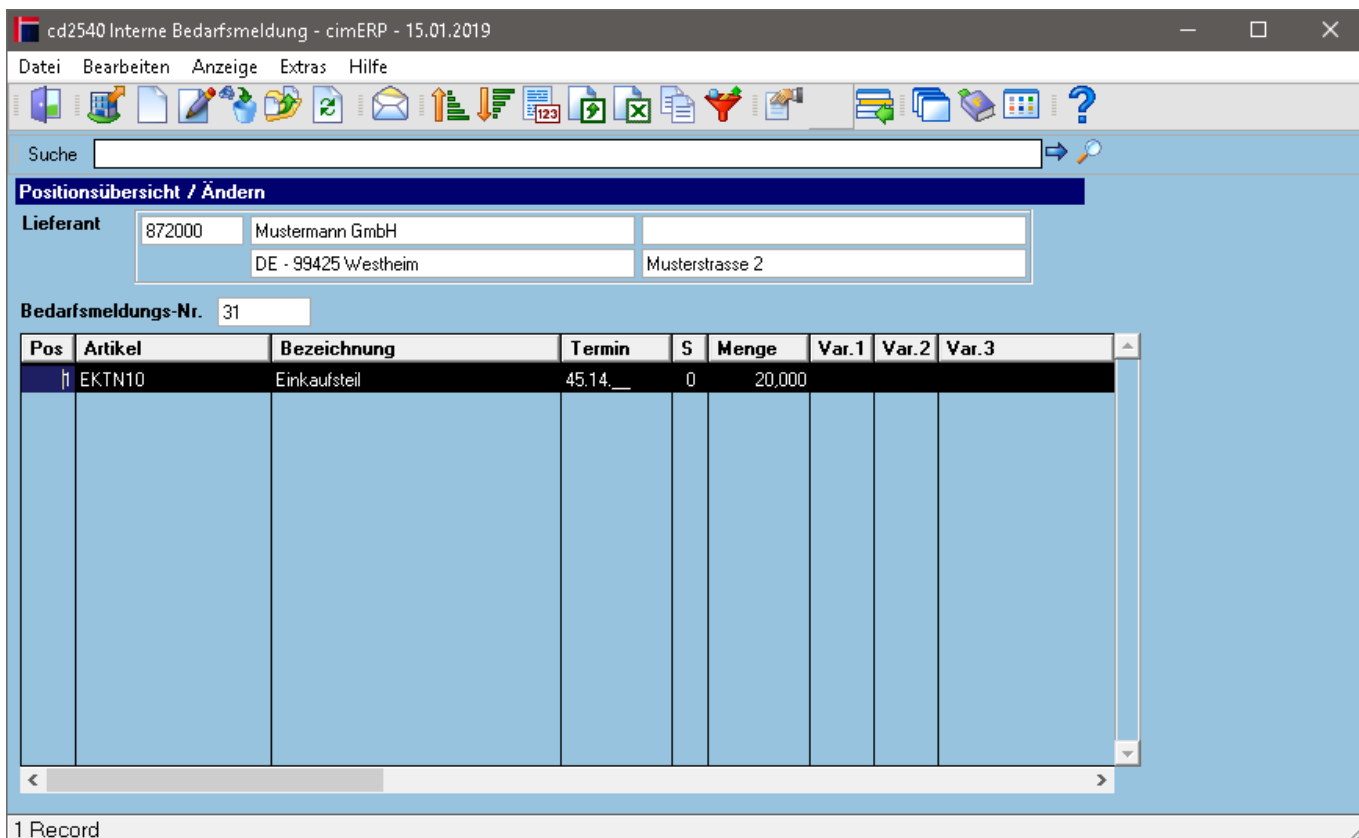 cd2540 Interne Bedarfsmeldung - cimERP - 15.01.2019
Datei Bearbeiten Anzeige Extras Hilfe
123
Suche
Positionsübersicht / Ändern
Lieferant 872000 Mustermann GmbH
DE - 99425 Westheim Musterstrasse 2
Bedarfsmeldungs-Nr. 31
Pos Artikel Bezeichnung Termin S Menge Var.1 Var.2 Var.3
1 EKTN10 Einkaufsteil 45.14.__ 0 20,000
1 Record